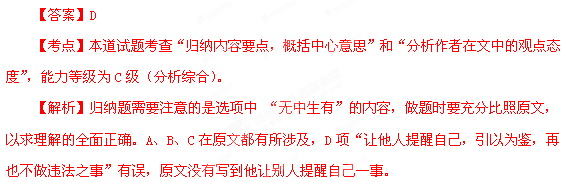 【答案】D
【考点】本道试题考查“归纳内容要点，概括中心意思”和“分析作者在文中的观点态
度”，能力等级为 C 级（分析综合）。
【解析】归纳题需要注意的是选项中 “无中生有”的内容，做题时要充分比照原文，
以求理解的全面正确。A、B、C 在原文都有所涉及，D 项“让他人提醒自己，引以为鉴，再
也不做违法之事”有误，原文没有写到他让别人提醒自己一事。